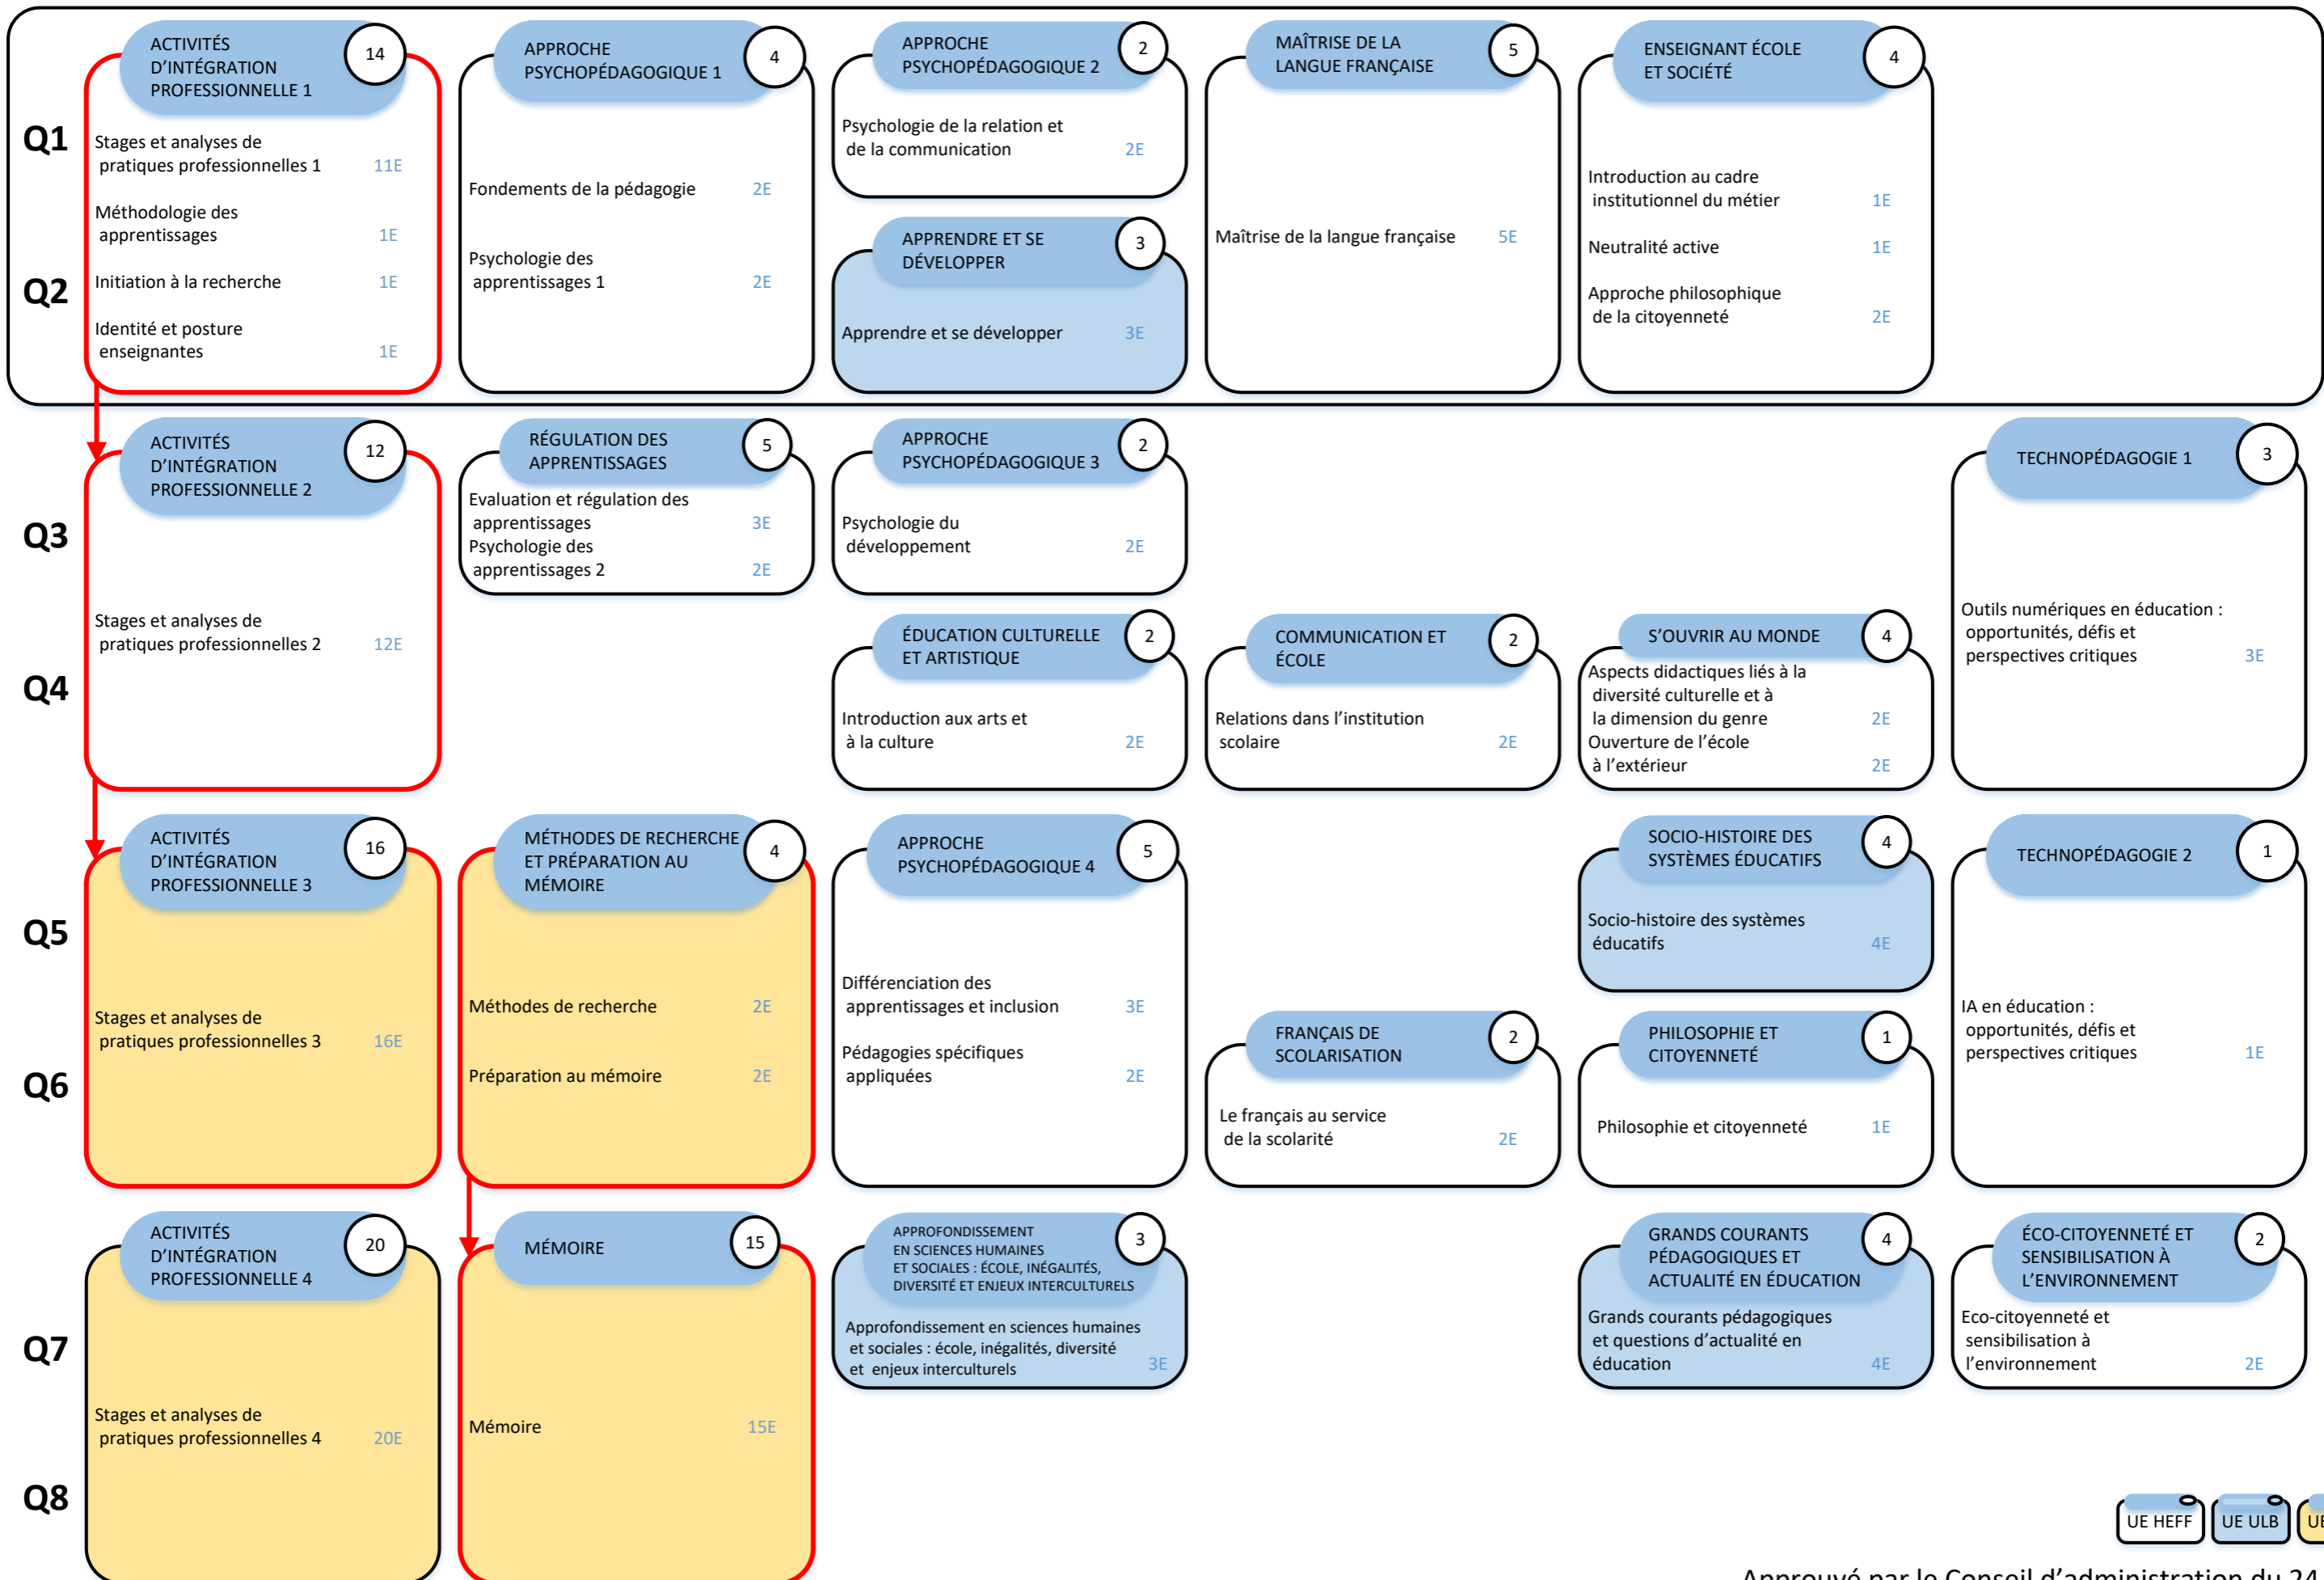 ACTIVITÉS
D'INTÉGRATION
PROFESSIONNELLE 1
14
Stages et analyses de
pratiques professionnelles 1 11E
Méthodologie des
apprentissages 1E
Initiation à la recherche 1E
Identité et posture
enseignantes 1E
APPROCHE
PSYCHOPÉDAGOGIQUE 1
4
Fondements de la pédagogie 2E
Psychologie des
apprentissages 1 2E
APPROCHE
PSYCHOPÉDAGOGIQUE 2
2
Psychologie de la relation et
de la communication 2E
APPRENDRE ET SE
DÉVELOPPER
3
Apprendre et se développer 3E
MAÎTRISE DE LA
LANGUE FRANÇAISE
5
Maîtrise de la langue française 5E
ENSEIGNANT ÉCOLE
ET SOCIÉTÉ
4
Introduction au cadre
institutionnel du métier 1E
Neutralité active 1E
Approche philosophique
de la citoyenneté 2E
Q1
Q2
ACTIVITÉS
D'INTÉGRATION
PROFESSIONNELLE 2
12
Stages et analyses de
pratiques professionnelles 2 12E
RÉGULATION DES
APPRENTISSAGES
5
Evaluation et régulation des
apprentissages 3E
Psychologie des
apprentissages 2 2E
APPROCHE
PSYCHOPÉDAGOGIQUE 3
2
Psychologie du
développement 2E
ÉDUCATION CULTURELLE
ET ARTISTIQUE
2
Introduction aux arts et
à la culture 2E
COMMUNICATION ET
ÉCOLE
2
Relations dans l'institution
scolaire 2E
S'OUVRIR AU MONDE
4
Aspects didactiques liés à la
diversité culturelle et à
la dimension du genre 2E
Ouverture de l'école
à l'extérieur 2E
TECHNOPÉDAGOGIE 1
3
Outils numériques en éducation :
opportunités, défis et
perspectives critiques 3E
Q3
Q4
ACTIVITÉS
D'INTÉGRATION
PROFESSIONNELLE 3
16
Stages et analyses de
pratiques professionnelles 3 16E
MÉTHODES DE RECHERCHE
ET PRÉPARATION AU
MÉMOIRE
4
Méthodes de recherche 2E
Préparation au mémoire 2E
APPROCHE
PSYCHOPÉDAGOGIQUE 4
5
Différenciation des
apprentissages et inclusion 3E
Pédagogies spécifiques
appliquées 2E
FRANÇAIS DE
SCOLARISATION
2
Le français au service
de la scolarité 2E
SOCIO-HISTOIRE DES
SYSTÈMES ÉDUCATIFS
4
Socio-histoire des systèmes
éducatifs 4E
PHILOSOPHIE ET
CITOYENNETÉ
1
Philosophie et citoyenneté 1E
TECHNOPÉDAGOGIE 2
1
IA en éducation :
opportunités, défis et
perspectives critiques 1E
Q5
Q6
ACTIVITÉS
D'INTÉGRATION
PROFESSIONNELLE 4
20
Stages et analyses de
pratiques professionnelles 4 20E
MÉMOIRE
15
Mémoire 15E
APPROFONDISSEMENT
EN SCIENCES HUMAINES
ET SOCIALES : ÉCOLE, INÉGALITÉS,
DIVERSITÉ ET ENJEUX INTERCULTURELS
3
Approfondissement en sciences humaines
et sociales : école, inégalités, diversité
et enjeux interculturels 3E
GRANDS COURANTS
PÉDAGOGIQUES ET
ACTUALITÉ EN ÉDUCATION
4
Grands courants pédagogiques
et questions d'actualité en
éducation 4E
ÉCO-CITOYENNETÉ ET
SENSIBILISATION À
L'ENVIRONNEMENT
2
Eco-citoyenneté et
sensibilisation à
l'environnement 2E
Q7
Q8
UE HEFF
UE ULB
Approuvé par le Conseil d'administration du 24